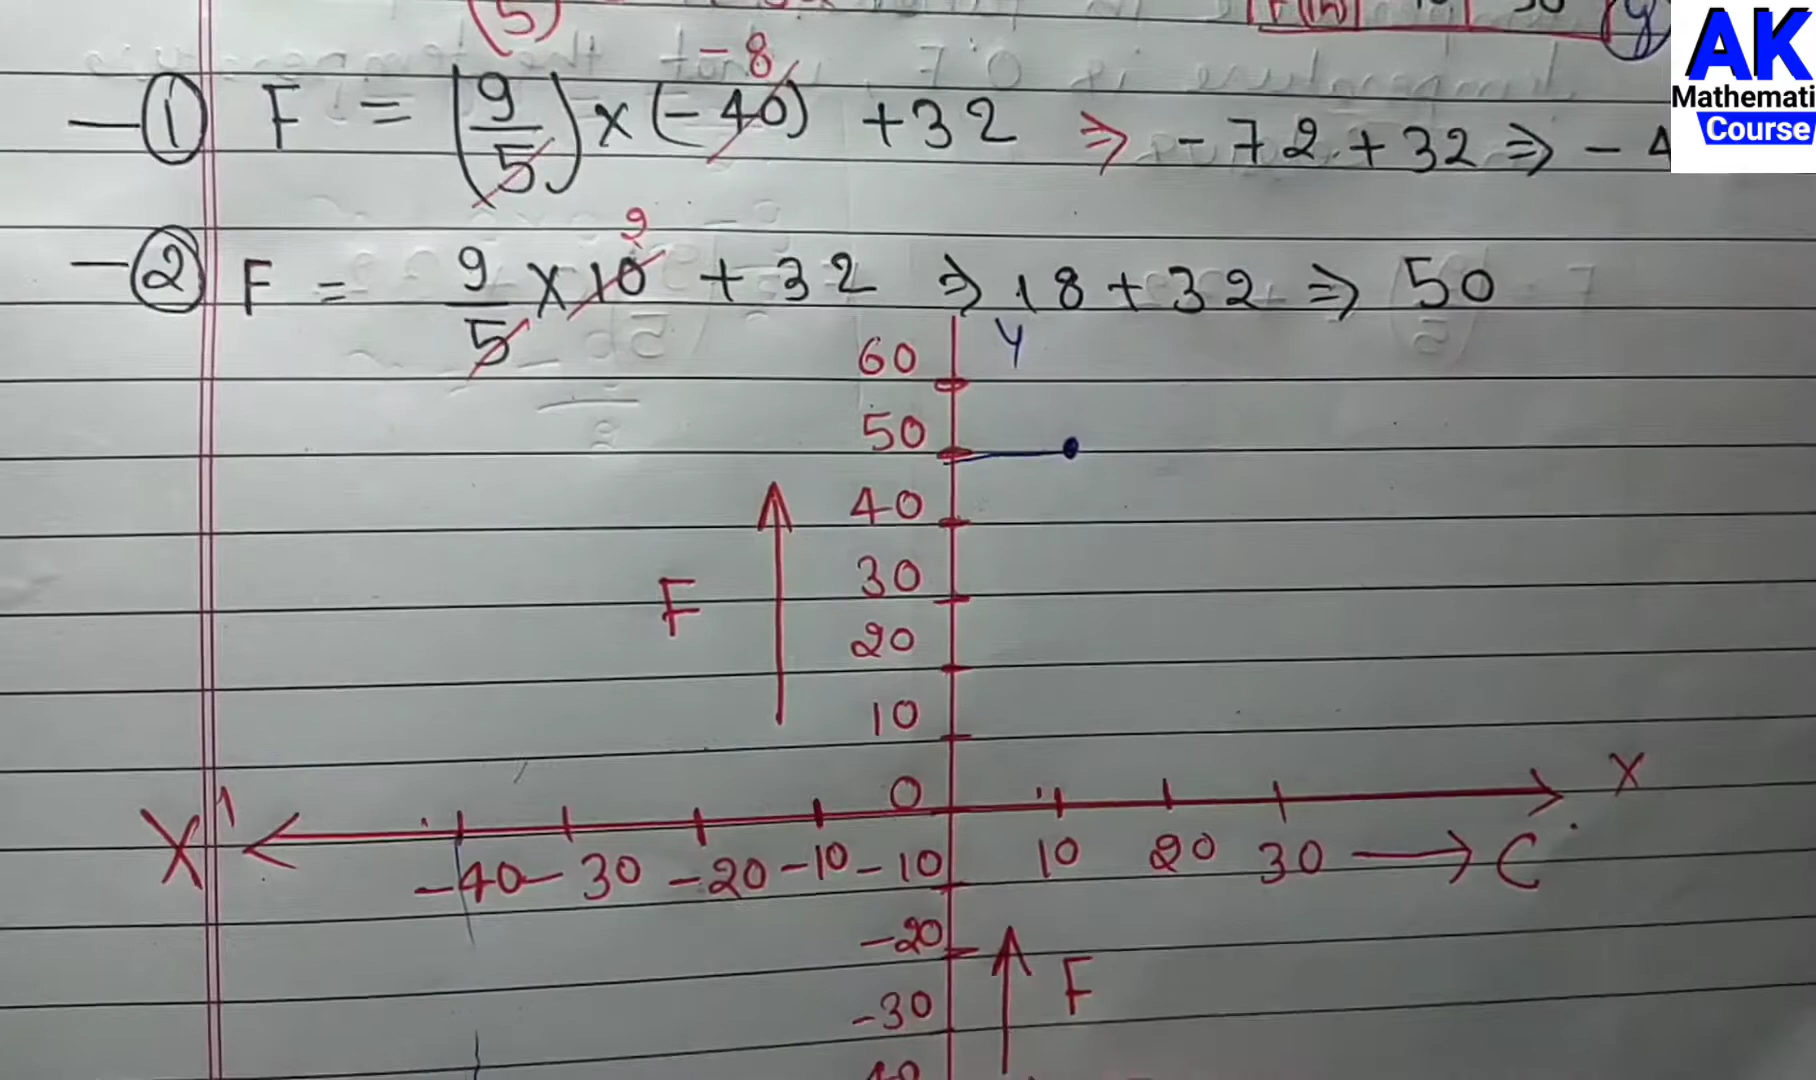 (5)
-8
—① F = (9/5) x (-40) + 32 ⇒ -72 + 32 ⇒ - 4
AK
Mathemati
Course
9
—② F = 9/5 x 10 + 32 ⇒ 18 + 32 ⇒ 50
Y
60
50
40
30
F
20
10
0
X
X'
-40 -30 -20 -10 -10 10 20 30 → C
-20
F
-30